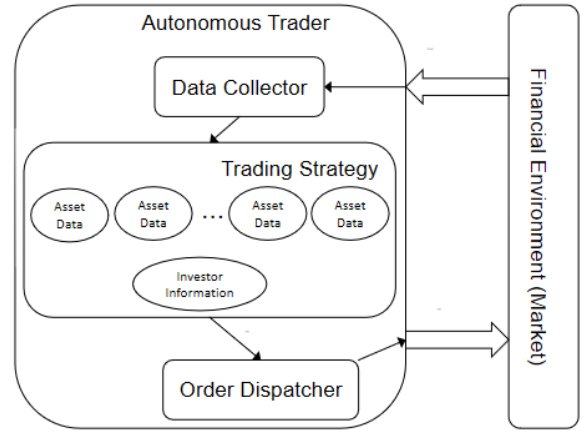 Autonomous Trader
Data Collector
Trading Strategy
Asset
Data
Asset
Data
...
Asset
Data
Asset
Data
Investor
Information
Order Dispatcher
Financial Environment (Market)